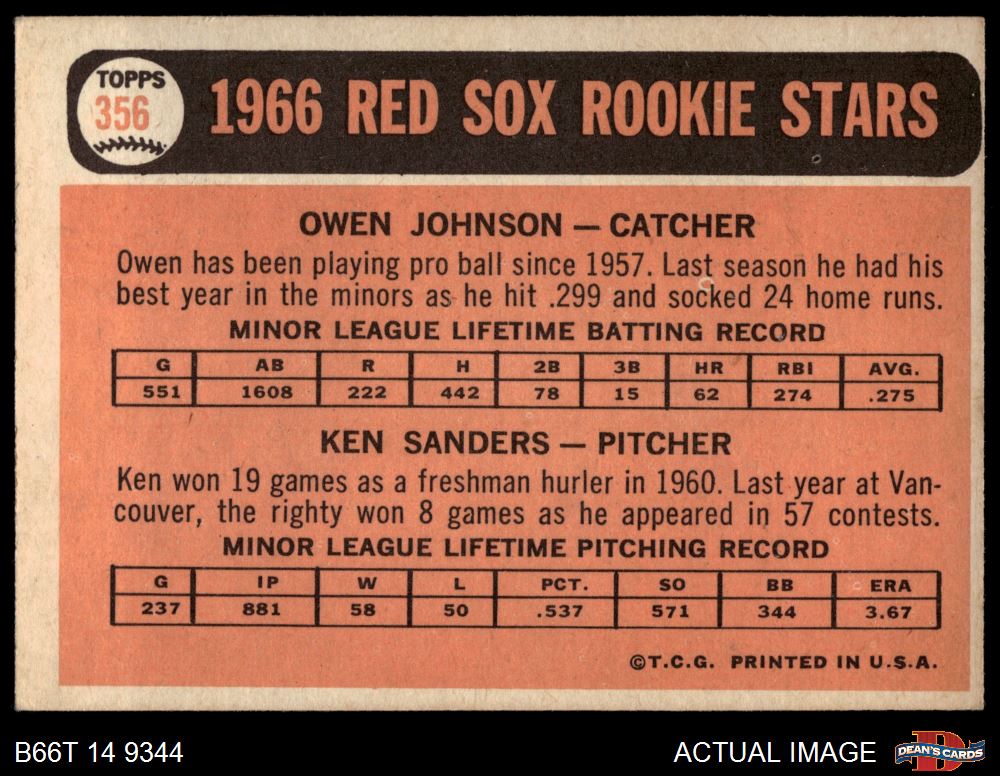 TOPPS
356
1966 RED SOX ROOKIE STARS
OWEN JOHNSON — CATCHER
Owen has been playing pro ball since 1957. Last season he had his
best year in the minors as he hit .299 and socked 24 home runs.
MINOR LEAGUE LIFETIME BATTING RECORD
G AB R H 2B 3B HR RBI AVG.
551 1608 222 442 78 15 62 274 .275
KEN SANDERS — PITCHER
Ken won 19 games as a freshman hurler in 1960. Last year at Van-
couver, the righty won 8 games as he appeared in 57 contests.
MINOR LEAGUE LIFETIME PITCHING RECORD
G IP W L PCT. SO BB ERA
237 881 58 50 .537 571 344 3.67
©T.C.G. PRINTED IN U.S.A.
B66T 14 9344 ACTUAL IMAGE D DEAN'S CARDS